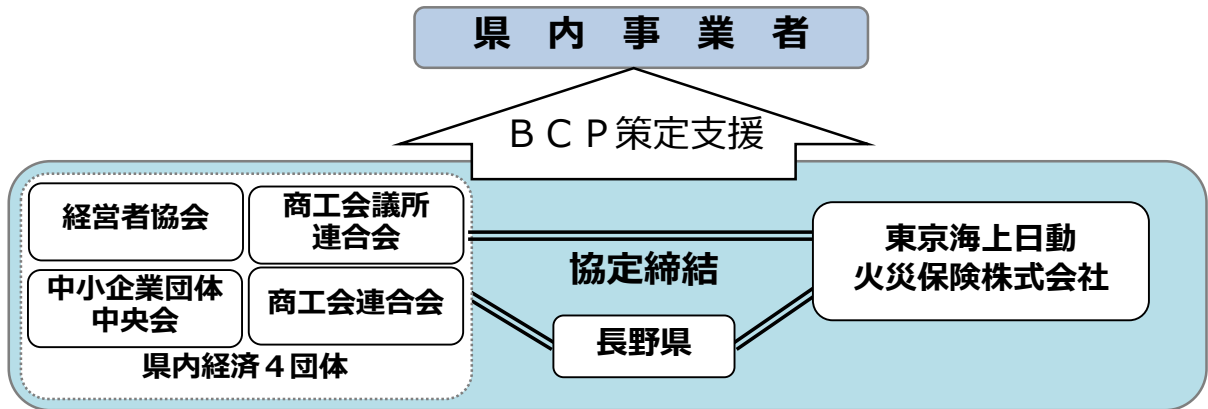 県内事業者
ＢＣＰ策定支援
経営者協会
商工会議所
連合会
中小企業団体
中央会
商工会連合会
県内経済４団体
協定締結
長野県
東京海上日動
火災保険株式会社